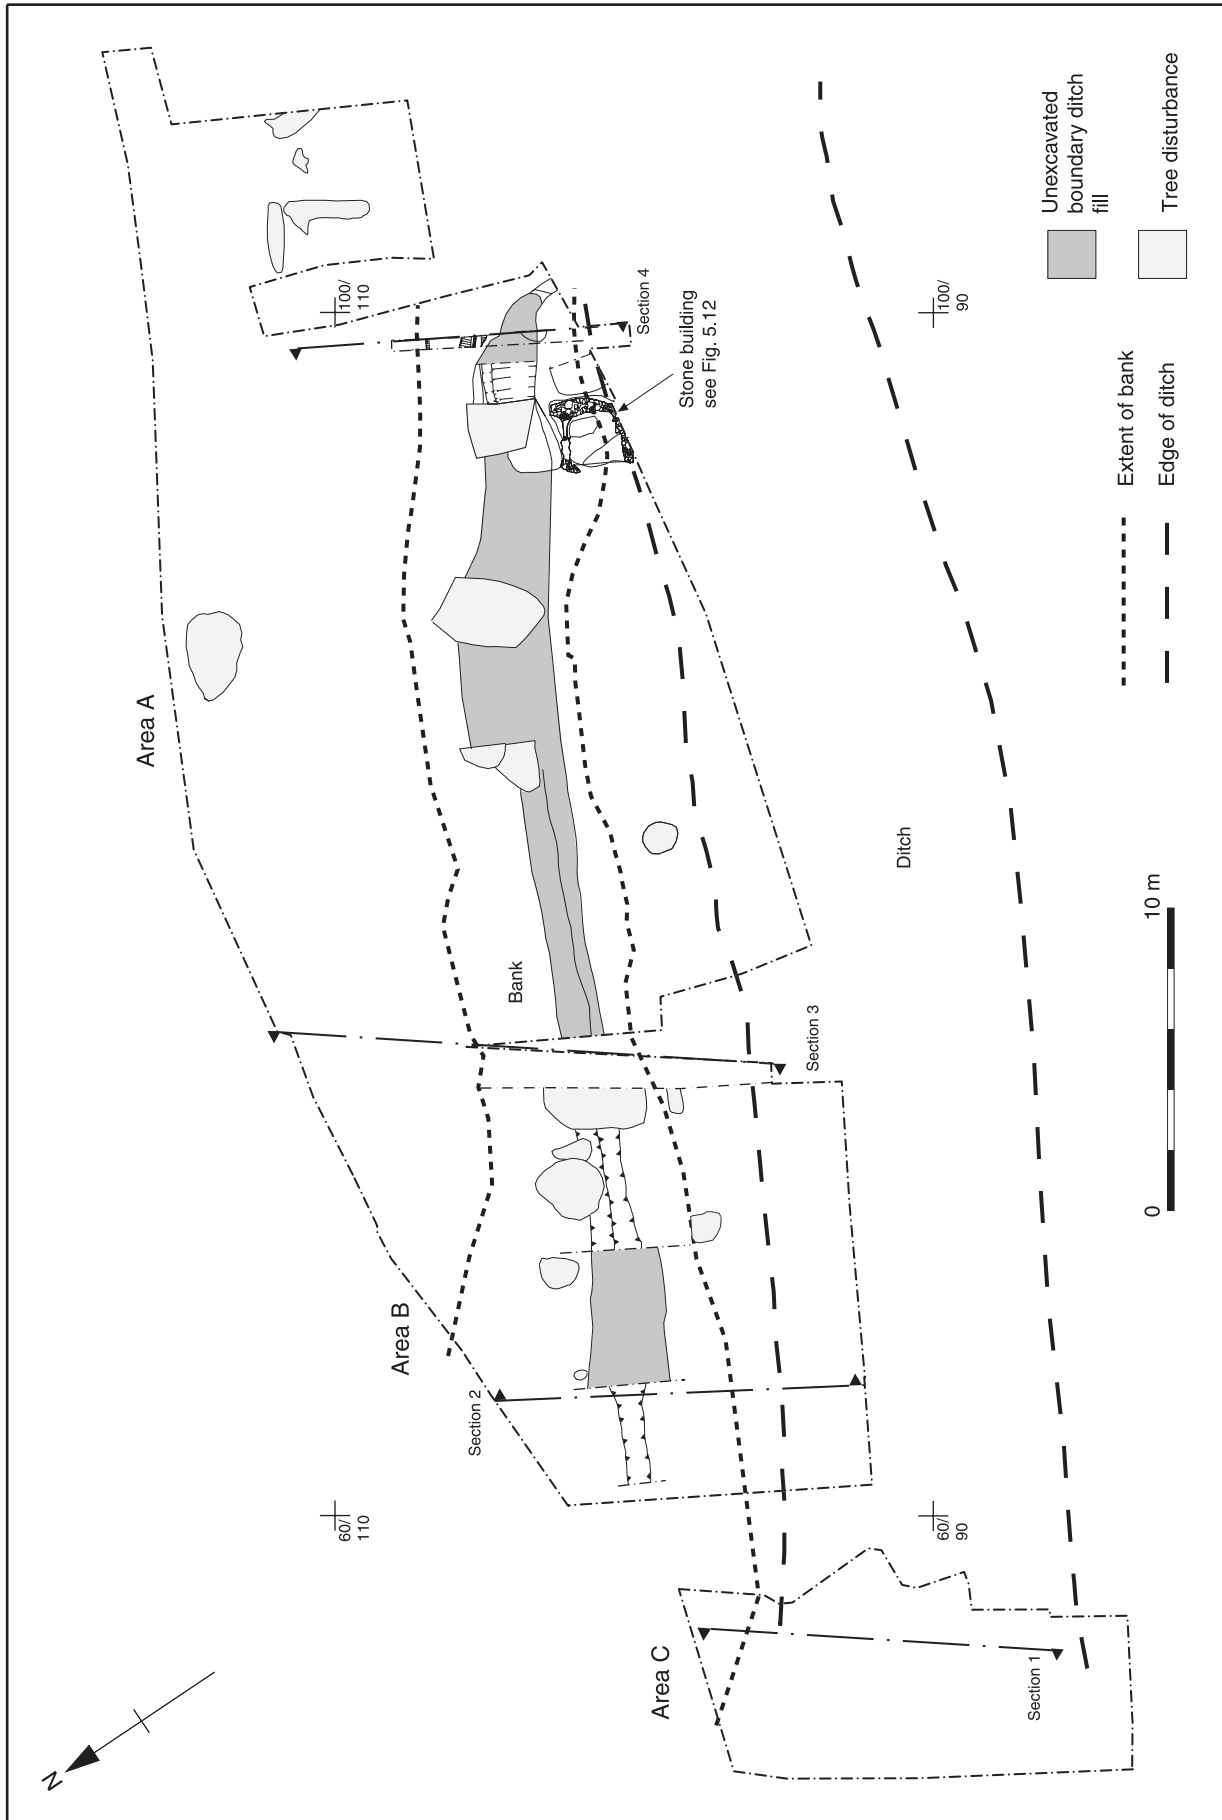 Area A
100/
110
Section 4
Stone building
see Fig. 5.12
100/
90
Unexcavated
boundary ditch
fill
Tree disturbance
Extent of bank
Edge of ditch
Bank
Ditch
Section 3
0
10 m
Area B
Section 2
60/
110
60/
90
Area C
Section 1
N